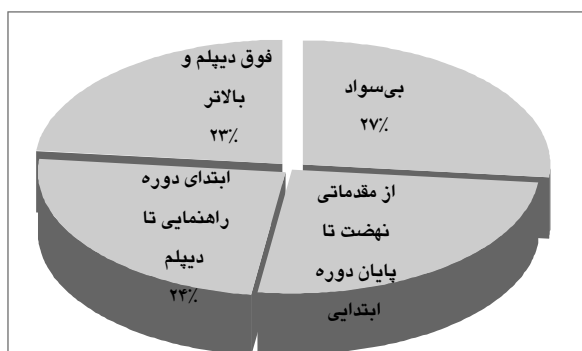 بی‌سواد
۲۷٪
از مقدماتی
نهضت تا
پایان دوره
ابتدایی
ابتدای دوره
راهنمایی تا
دیپلم
۲۴٪
فوق دیپلم و
بالاتر
۲۳٪